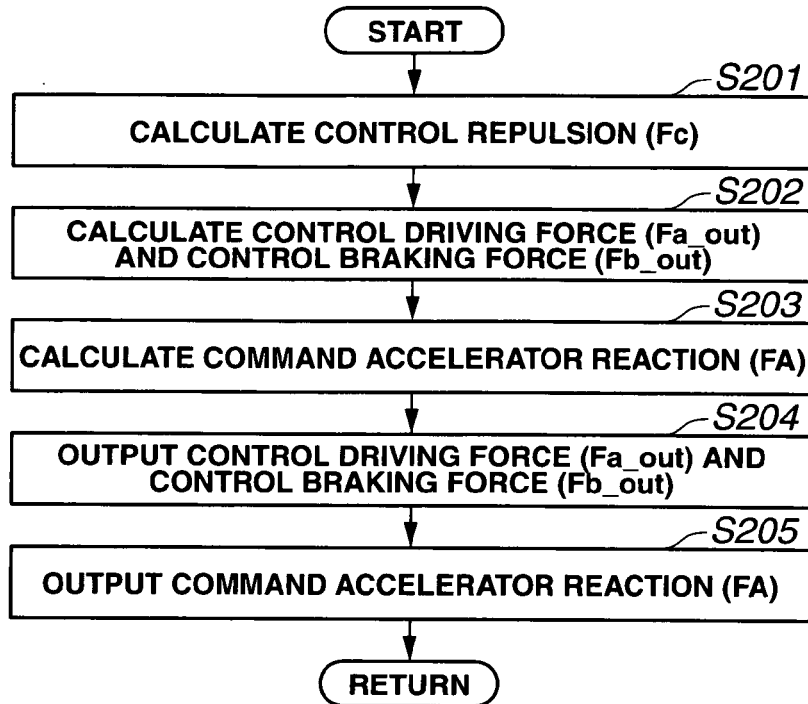 START
S201
CALCULATE CONTROL REPULSION (Fc)
S202
CALCULATE CONTROL DRIVING FORCE (Fa_out)
AND CONTROL BRAKING FORCE (Fb_out)
S203
CALCULATE COMMAND ACCELERATOR REACTION (FA)
S204
OUTPUT CONTROL DRIVING FORCE (Fa_out) AND
CONTROL BRAKING FORCE (Fb_out)
S205
OUTPUT COMMAND ACCELERATOR REACTION (FA)
RETURN